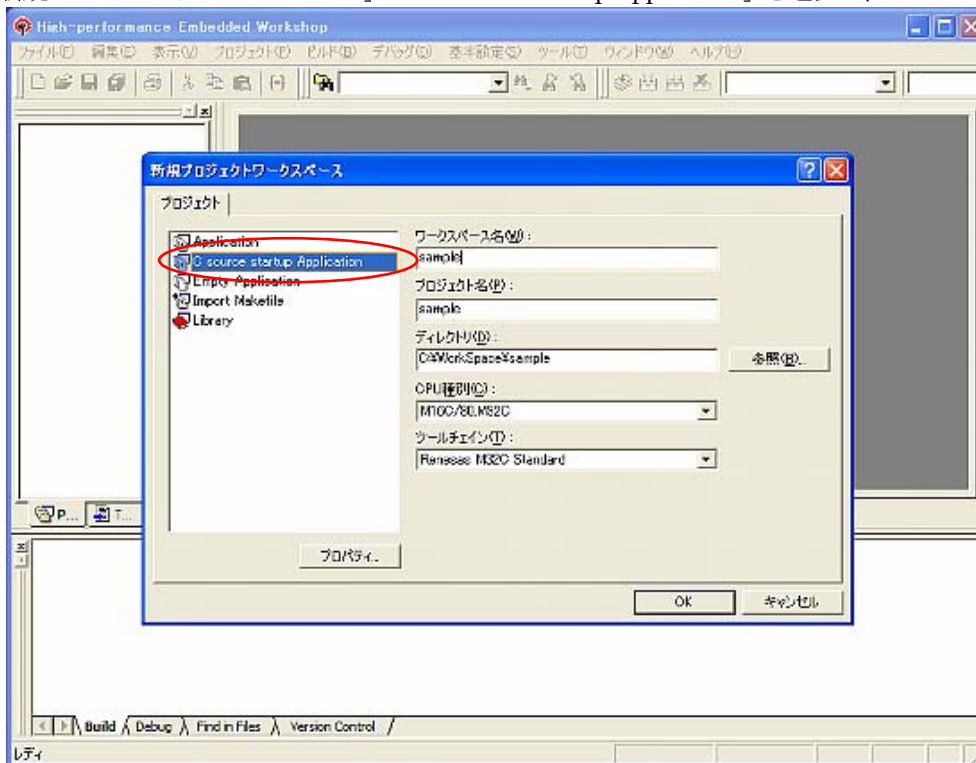 High-performance Embedded Workshop
ファイル(F) 編集(E) 表示(V) プロジェクト(P) ビルド(B) デバッグ(D) 基本設定(S) ツール(T) ウィンドウ(W) ヘルプ(H)
新規プロジェクトワークスペース
プロジェクト
Application
C source startup Application
Empty Application
Import Makefile
Library
ワークスペース名(W) :
sample
プロジェクト名(P) :
sample
ディレクトリ(D) :
C:¥WorkSpace¥sample
参照(B)...
CPU種別(C) :
M16C/80,M32C
ツールチェイン(T) :
Renesas M32C Standard
プロパティ...
OK
キャンセル
P...
T...
Build
Debug
Find in Files
Version Control
レディ